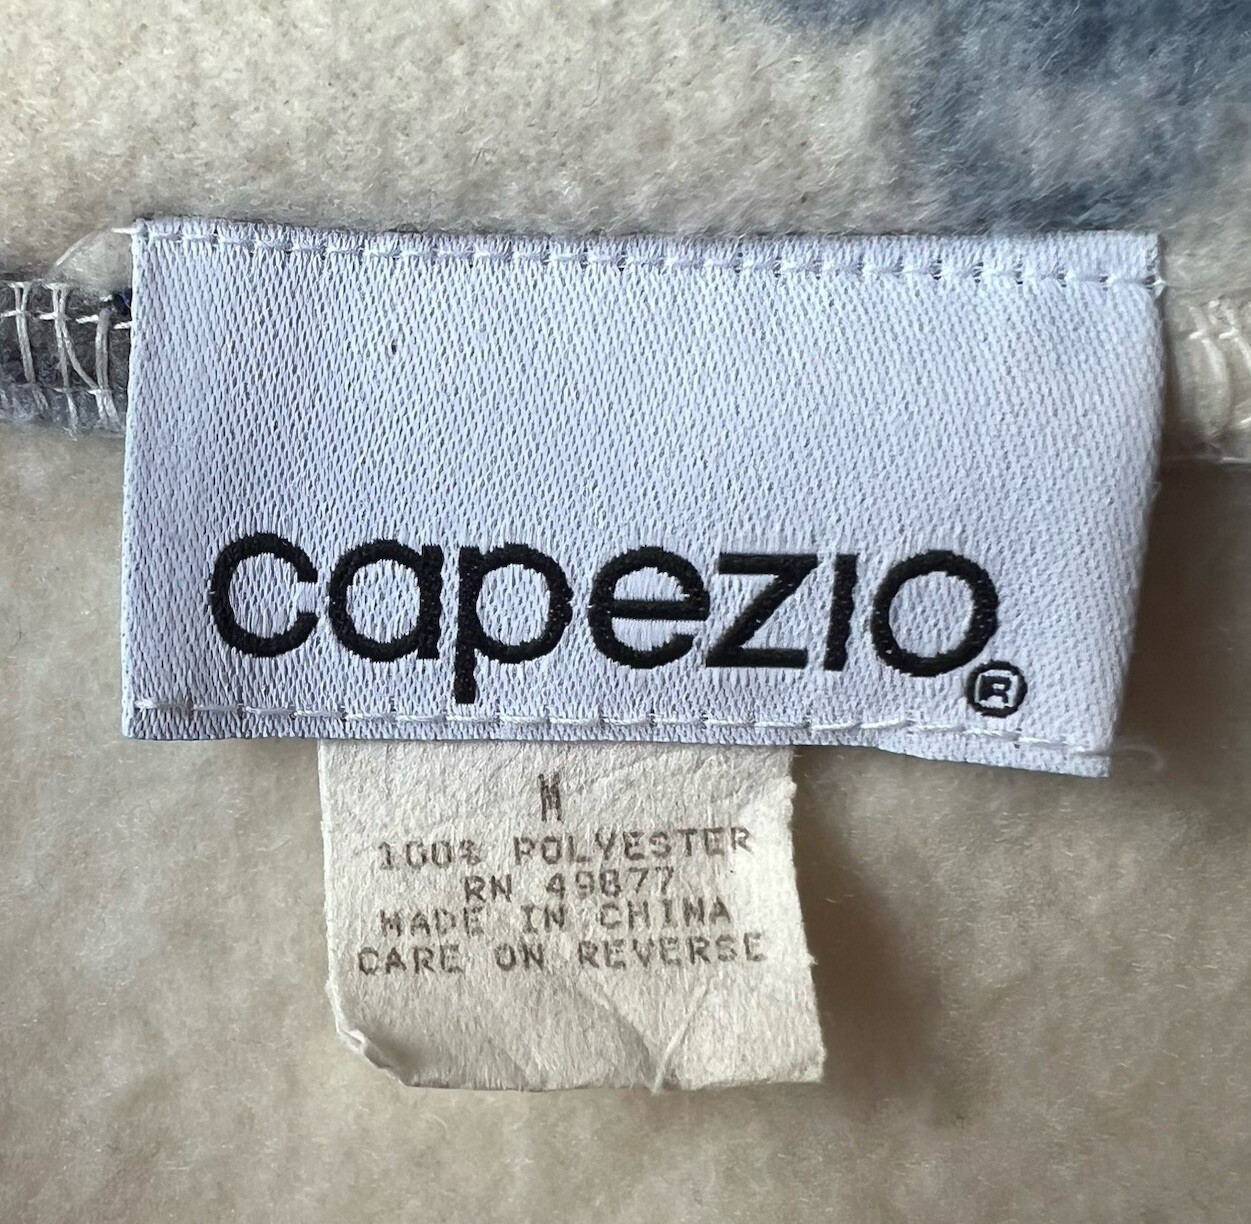 capezio®
M
100% POLYESTER
RN 49877
MADE IN CHINA
CARE ON REVERSE